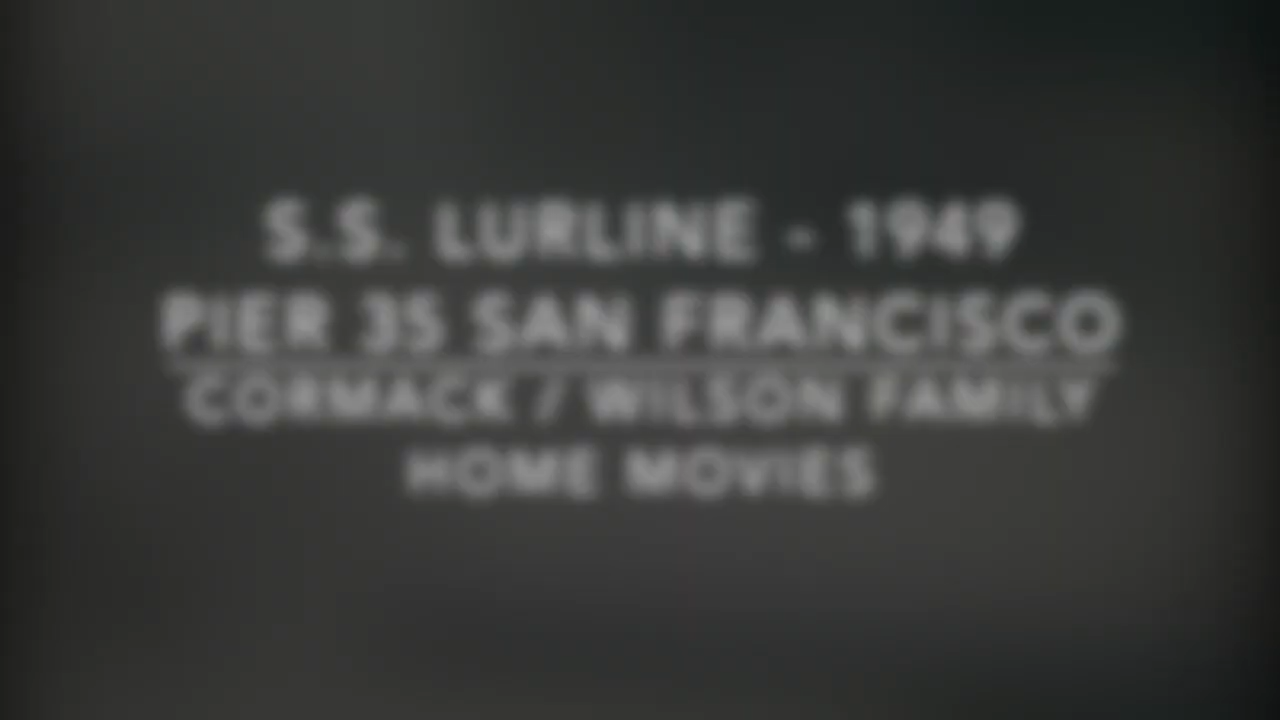 S.S. LURLINE - 1949
PIER 35 SAN FRANCISCO
CORMACK / WILSON FAMILY
HOME MOVIES